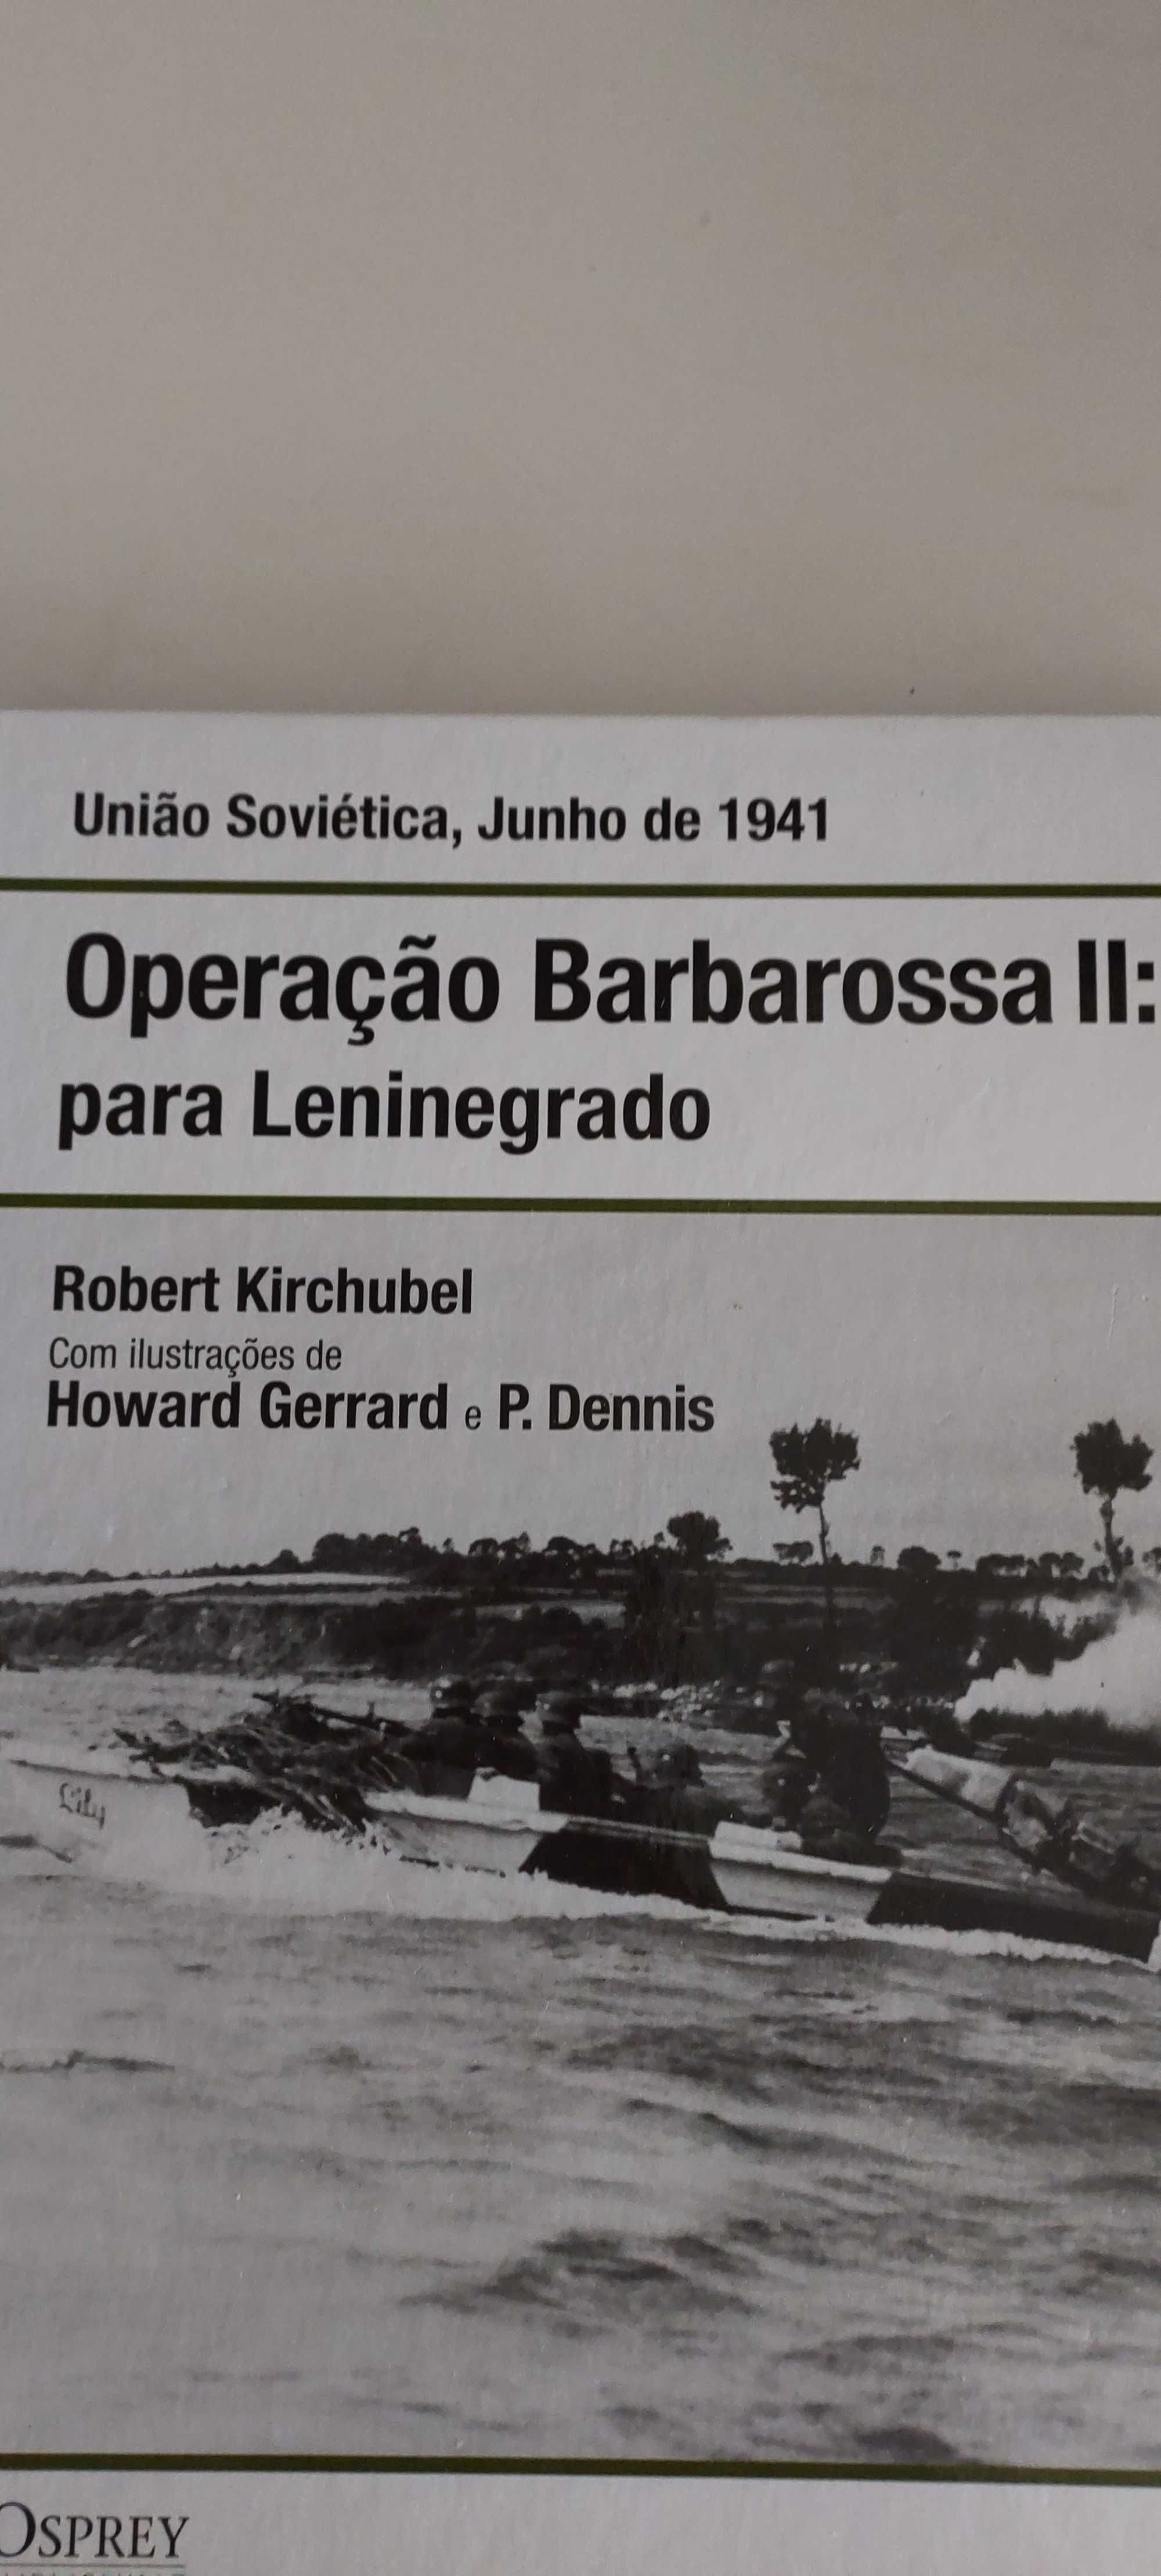 União Soviética, Junho de 1941
Operação Barbarossa II:
para Leninegrado
Robert Kirchubel
Com ilustrações de
Howard Gerrard e P. Dennis
Lily
OSPREY